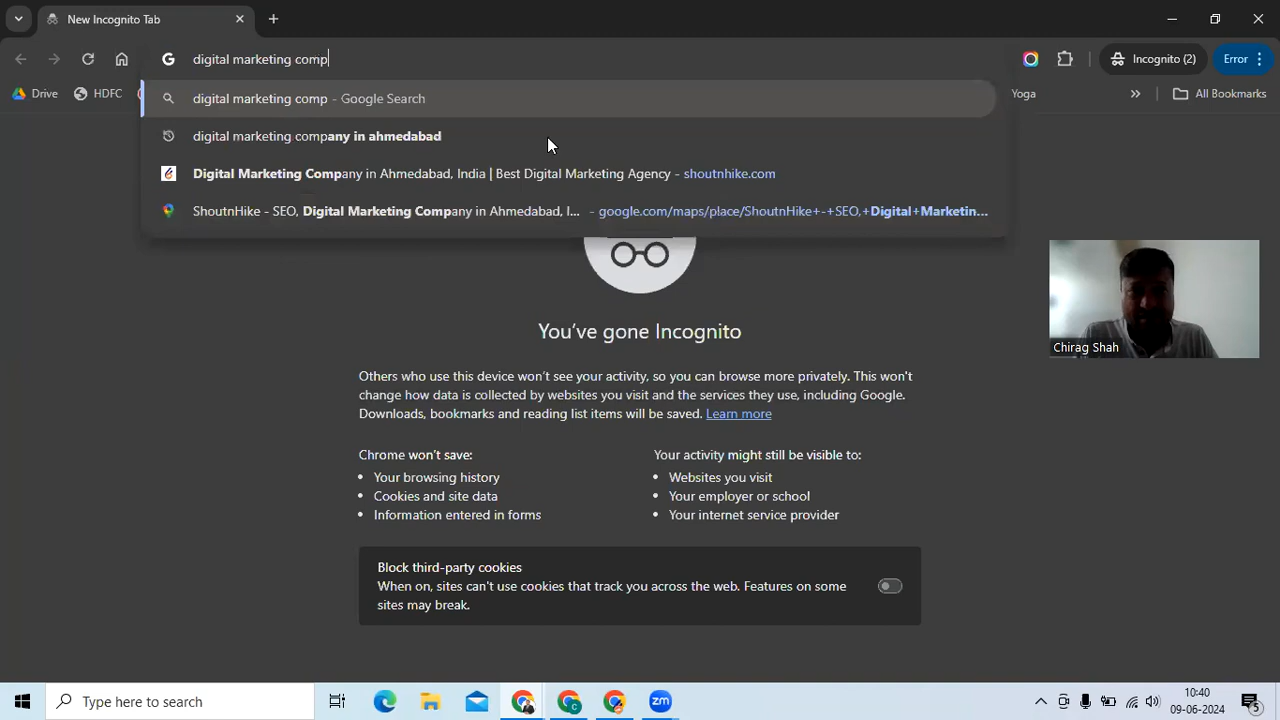 New Incognito Tab
digital marketing comp
Incognito (2)
Error
Drive
HDFC
Yoga
All Bookmarks
digital marketing comp - Google Search
digital marketing company in ahmedabad
Digital Marketing Company in Ahmedabad, India | Best Digital Marketing Agency - shoutnhike.com
ShoutnHike - SEO, Digital Marketing Company in Ahmedabad, I... - google.com/maps/place/ShoutnHike+-+SEO,+Digital+Marketin...
You've gone Incognito
Others who use this device won't see your activity, so you can browse more privately. This won't
change how data is collected by websites you visit and the services they use, including Google.
Downloads, bookmarks and reading list items will be saved. Learn more
Chrome won't save:
• Your browsing history
• Cookies and site data
• Information entered in forms
Your activity might still be visible to:
• Websites you visit
• Your employer or school
• Your internet service provider
Block third-party cookies
When on, sites can't use cookies that track you across the web. Features on some
sites may break.
Chirag Shah
Type here to search
zm
10:40
09-06-2024
5